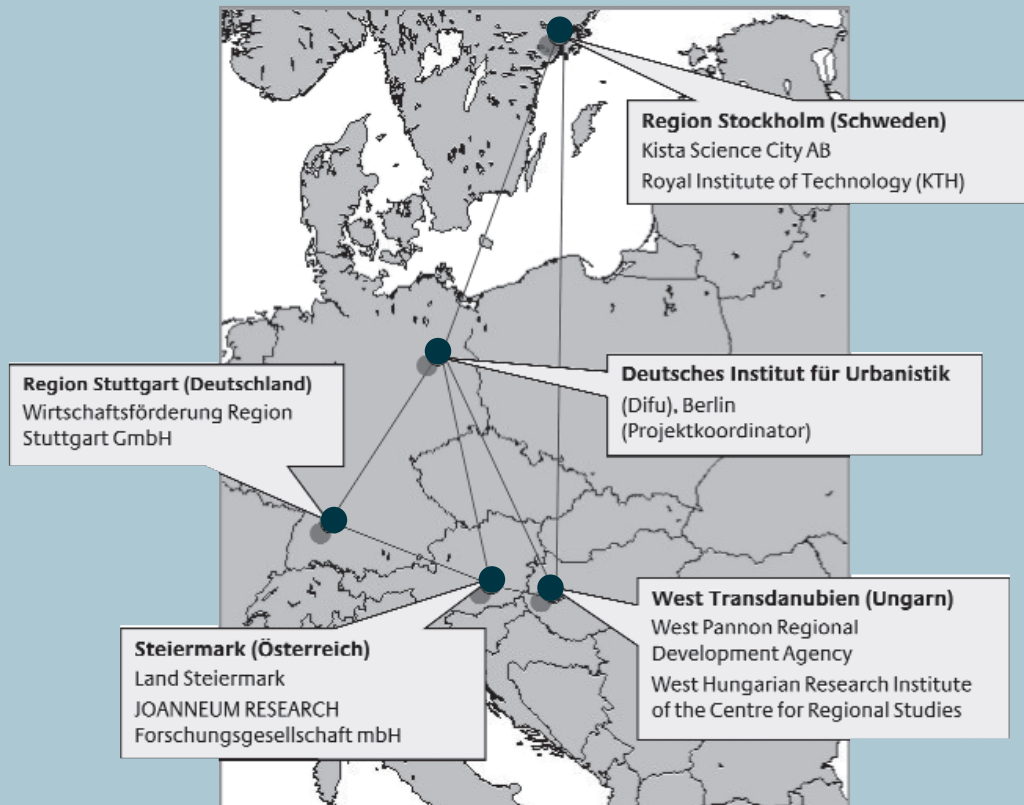 Region Stockholm (Schweden)
Kista Science City AB
Royal Institute of Technology (KTH)
Deutsches Institut für Urbanistik
(Difu), Berlin
(Projektkoordinator)
Region Stuttgart (Deutschland)
Wirtschaftsförderung Region
Stuttgart GmbH
West Transdanubien (Ungarn)
West Pannon Regional
Development Agency
West Hungarian Research Institute
of the Centre for Regional Studies
Steiermark (Österreich)
Land Steiermark
JOANNEUM RESEARCH
Forschungsgesellschaft mbH